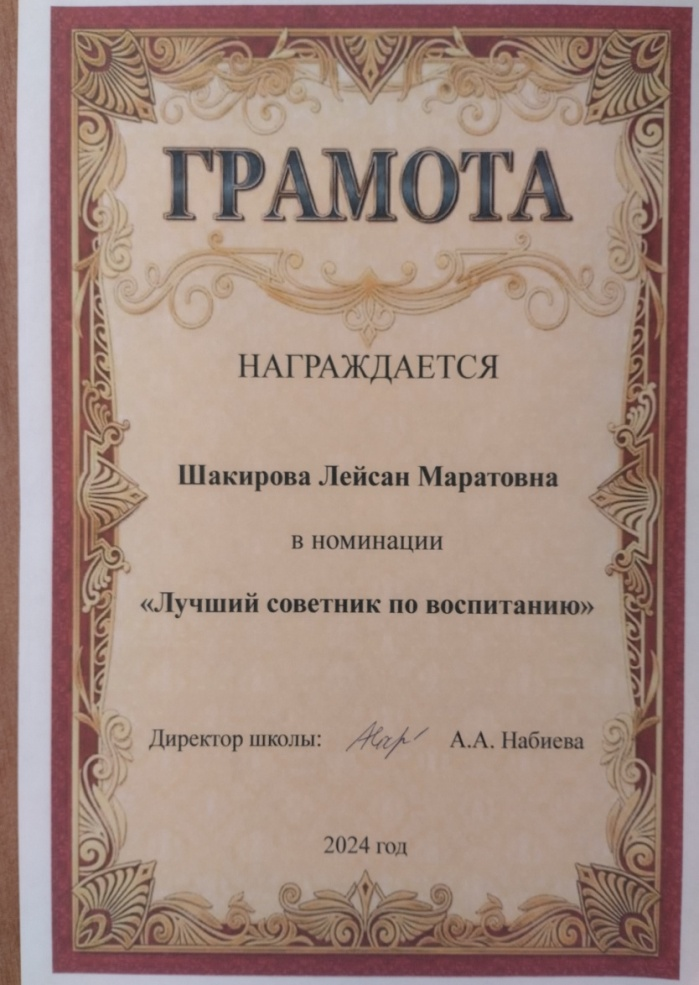 ГРАМОТА
НАГРАЖДАЕТСЯ
Шакирова Лейсан Маратовна
в номинации
«Лучший советник по воспитанию»
Директор школы: А.А. Набиева
2024 год